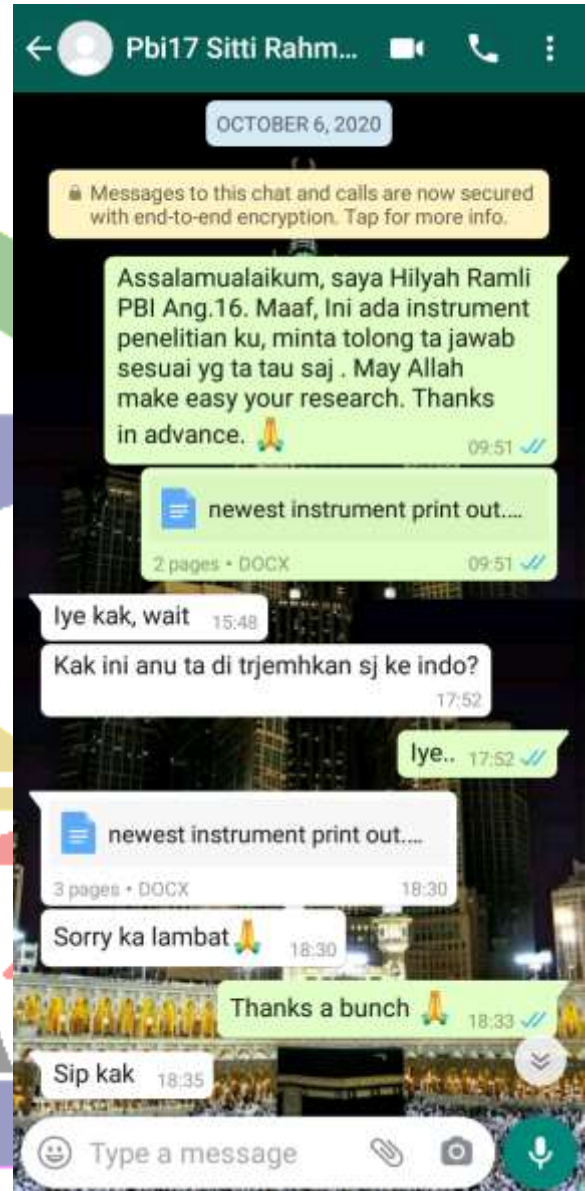 Pbi17 Sitti Rahm...
OCTOBER 6, 2020
Messages to this chat and calls are now secured
with end-to-end encryption. Tap for more info.
Assalamualaikum, saya Hilyah Ramli
PBI Ang.16. Maaf, Ini ada instrument
penelitian ku, minta tolong ta jawab
sesuai yg ta tau saj . May Allah
make easy your research. Thanks
in advance. 🙏
09:51
newest instrument print out....
2 pages • DOCX 09:51
Iye kak, wait 15:48
Kak ini anu ta di trjemhkan sj ke indo?
17:52
Iye.. 17:52
newest instrument print out....
3 pages • DOCX 18:30
Sorry ka lambat 🙏 18:30
Thanks a bunch 🙏 18:33
Sip kak 18:35
Type a message